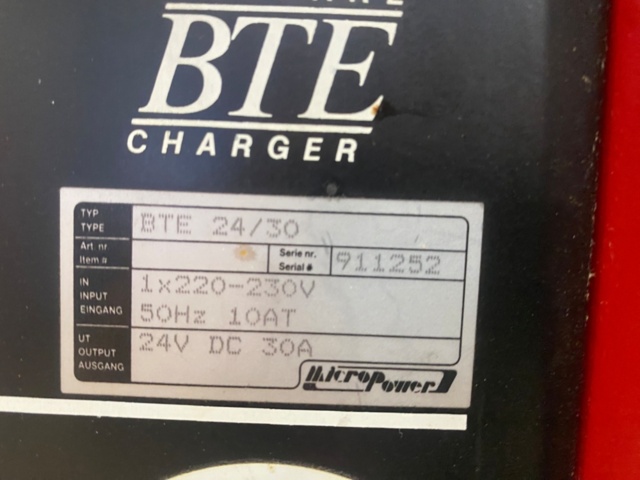 BTE
CHARGER
TYP
TYPE
BTE 24/30
Art. nr.
Item #
Serie nr.
Serial #
911252
IN
INPUT
EINGANG
1x220-230V
50Hz 10AT
UT
OUTPUT
AUSGANG
24V DC 30A
MicroPower